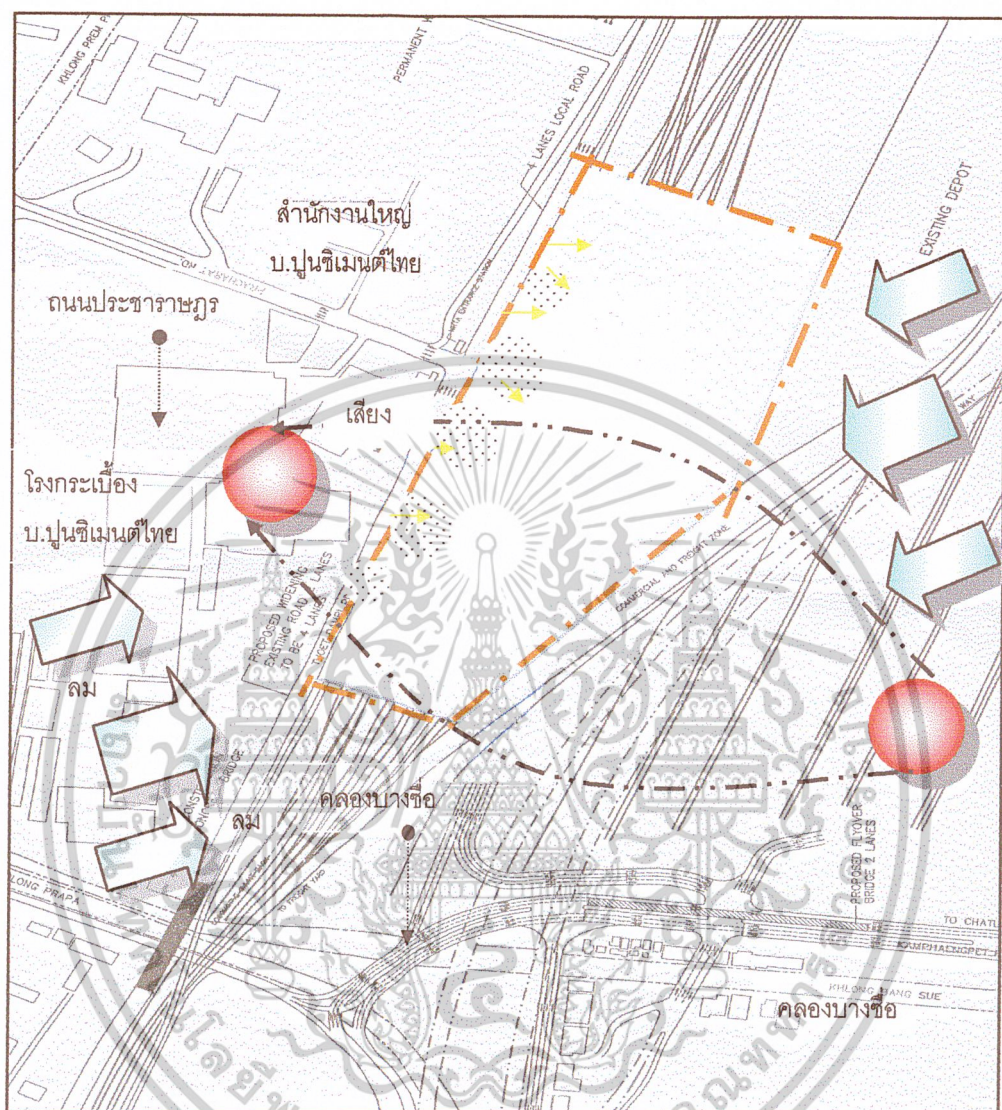 KHLONG PREM
PERMANENT
4 LANES LOCAL ROAD
EXISTING DEPOT
สำนักงานใหญ่
บ.ปูนซิเมนต์ไทย
PRACHARAT RD
ถนนประชาราษฎร
เสียง
โรงกระเบื้อง
บ.ปูนซิเมนต์ไทย
WAY
COMMERCIAL AND FREIGHT ZONE
PROPOSED WIDENING
EXISTING ROAD LANES
TO BE 4 LANES
ลม
BRIDGE
ลม
คลองบางซื่อ
PROPOSED FLYOVER
BRIDGE 2 LANES
LONG PRAPA
TO FREIGHT YARD
TO CHATU
KAMPHAENGPET R
KHLONG BANG SUE
คลองบางซื่อ